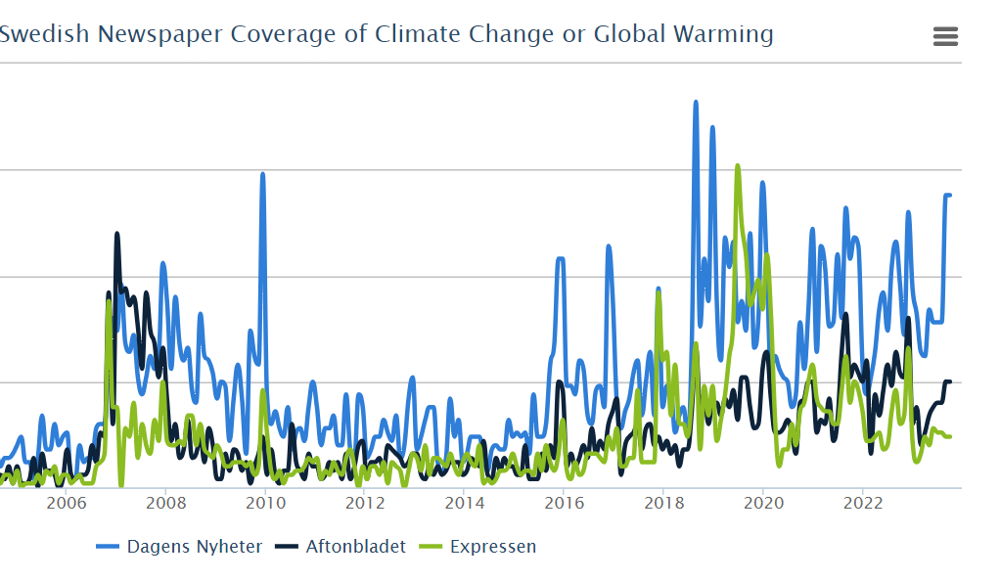 Swedish Newspaper Coverage of Climate Change or Global Warming
2006 2008 2010 2012 2014 2016 2018 2020 2022
Dagens Nyheter Aftonbladet Expressen